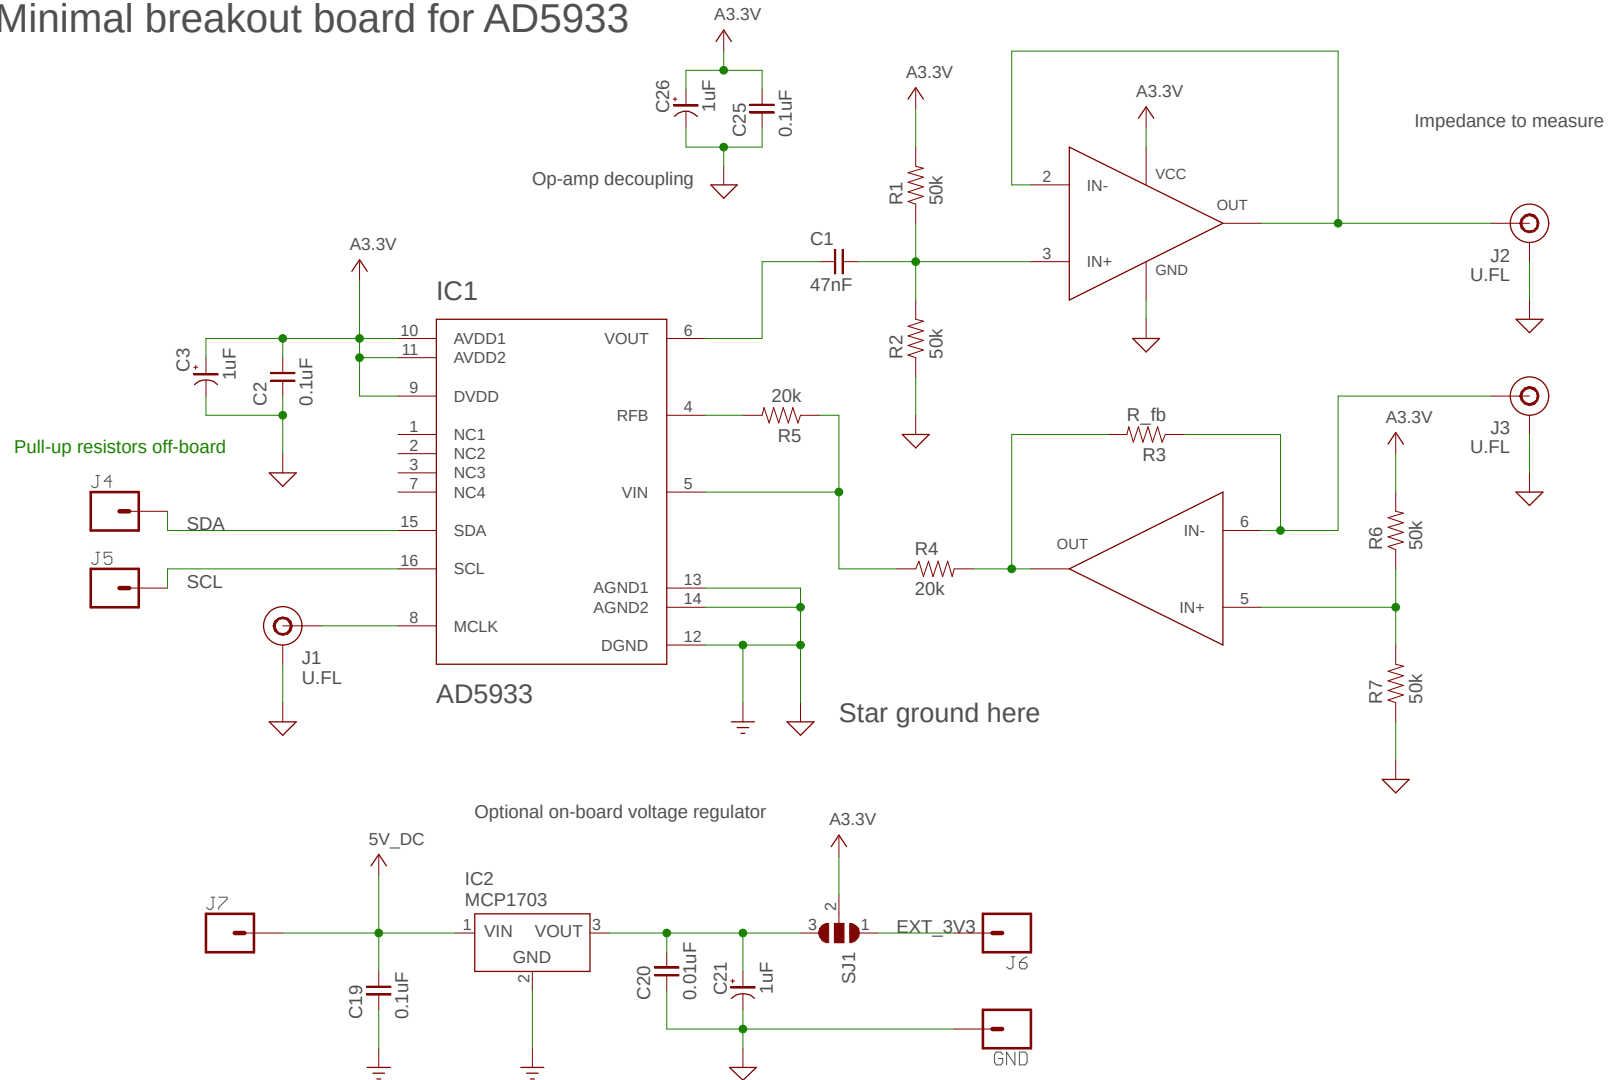 Minimal breakout board for AD5933
A3.3V
C26
1uF
C25
0.1uF
Op-amp decoupling
A3.3V
R1
50k
A3.3V
Impedance to measure
2
IN-
VCC
OUT
3
IN+
GND
J2
U.FL
C1
47nF
R2
50k
A3.3V
IC1
C3
1uF
C2
0.1uF
10
AVDD1
11
AVDD2
9
DVDD
1
NC1
2
NC2
3
NC3
7
NC4
15
SDA
16
SCL
8
MCLK
VOUT
6
RFB
4
VIN
5
AGND1
13
AGND2
14
DGND
12
AD5933
Pull-up resistors off-board
J4
SDA
J5
SCL
J1
U.FL
20k
R5
R4
20k
R_fb
R3
OUT
IN-
6
IN+
5
J3
U.FL
A3.3V
R6
50k
R7
50k
Star ground here
Optional on-board voltage regulator
5V_DC
J7
C19
0.1uF
IC2
MCP1703
1
VIN
VOUT
3
GND
2
C20
0.01uF
C21
1uF
A3.3V
2
3
1
SJ1
EXT_3V3
J6
GND